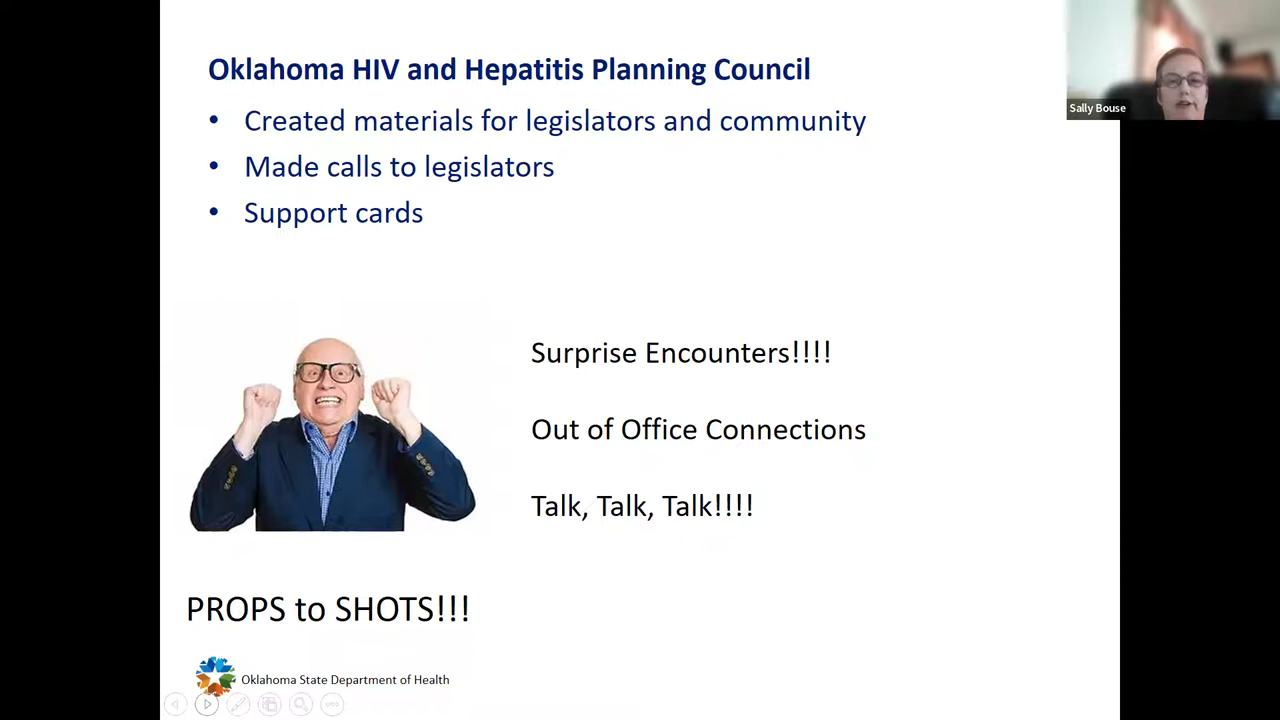 Oklahoma HIV and Hepatitis Planning Council
• Created materials for legislators and community
• Made calls to legislators
• Support cards
Surprise Encounters!!!!
Out of Office Connections
Talk, Talk, Talk!!!!
PROPS to SHOTS!!!
Oklahoma State Department of Health
Sally Bouse